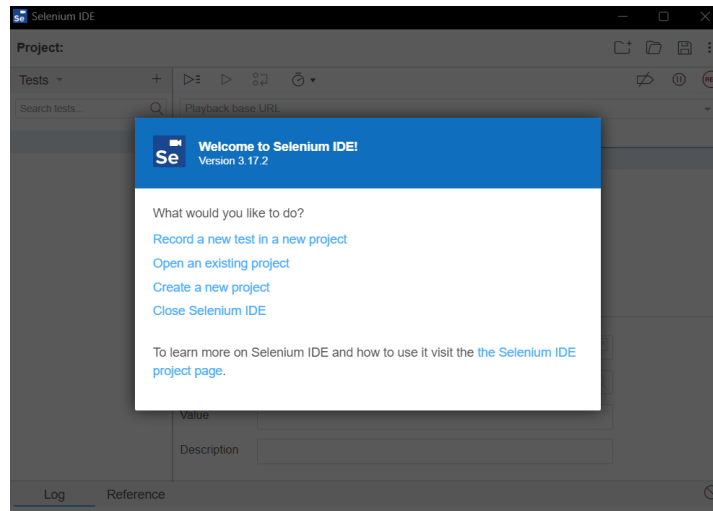 Se Selenium IDE
Project:
Tests
Search tests...
Playback base URL
Se
Welcome to Selenium IDE!
Version 3.17.2
What would you like to do?
Record a new test in a new project
Open an existing project
Create a new project
Close Selenium IDE
To learn more on Selenium IDE and how to use it visit the the Selenium IDE
project page.
Value
Description
Log Reference